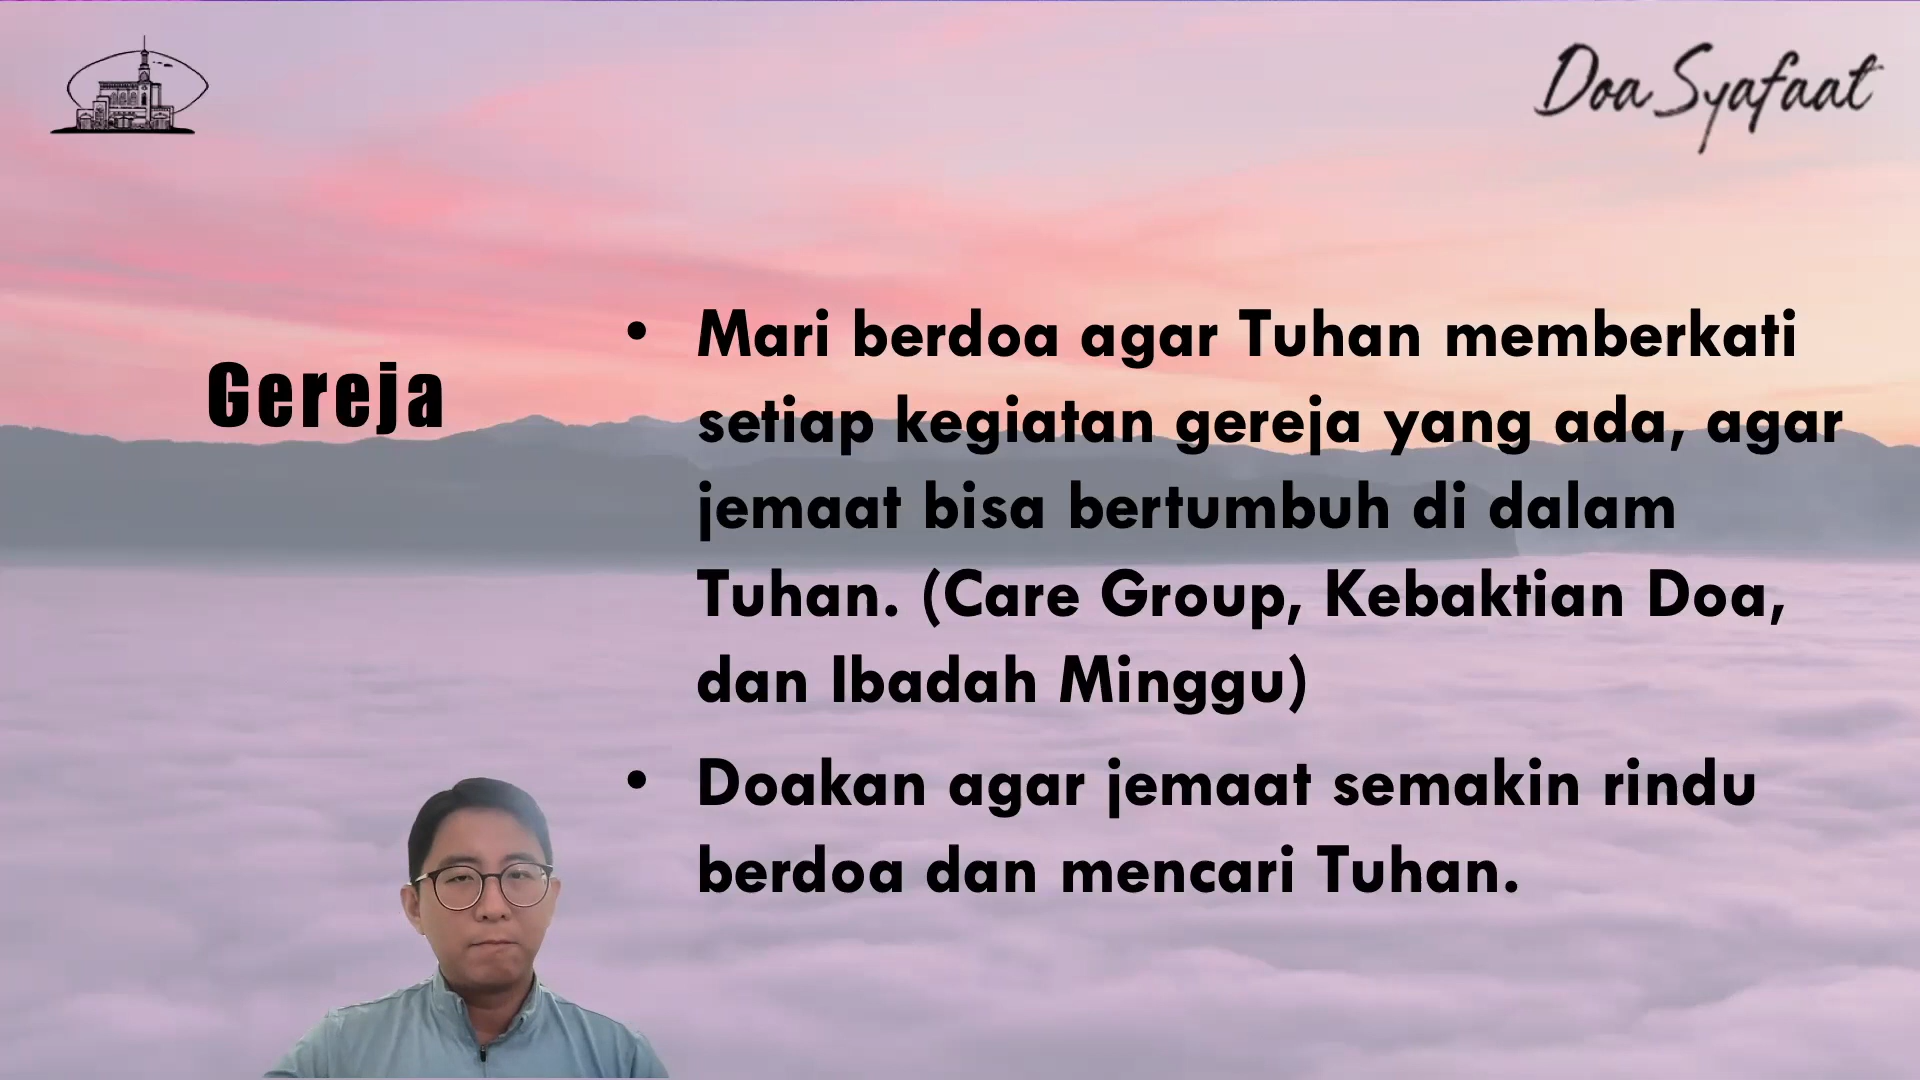 Doa Syafaat
Gereja
• Mari berdoa agar Tuhan memberkati
setiap kegiatan gereja yang ada, agar
jemaat bisa bertumbuh di dalam
Tuhan. (Care Group, Kebaktian Doa,
dan Ibadah Minggu)
• Doakan agar jemaat semakin rindu
berdoa dan mencari Tuhan.